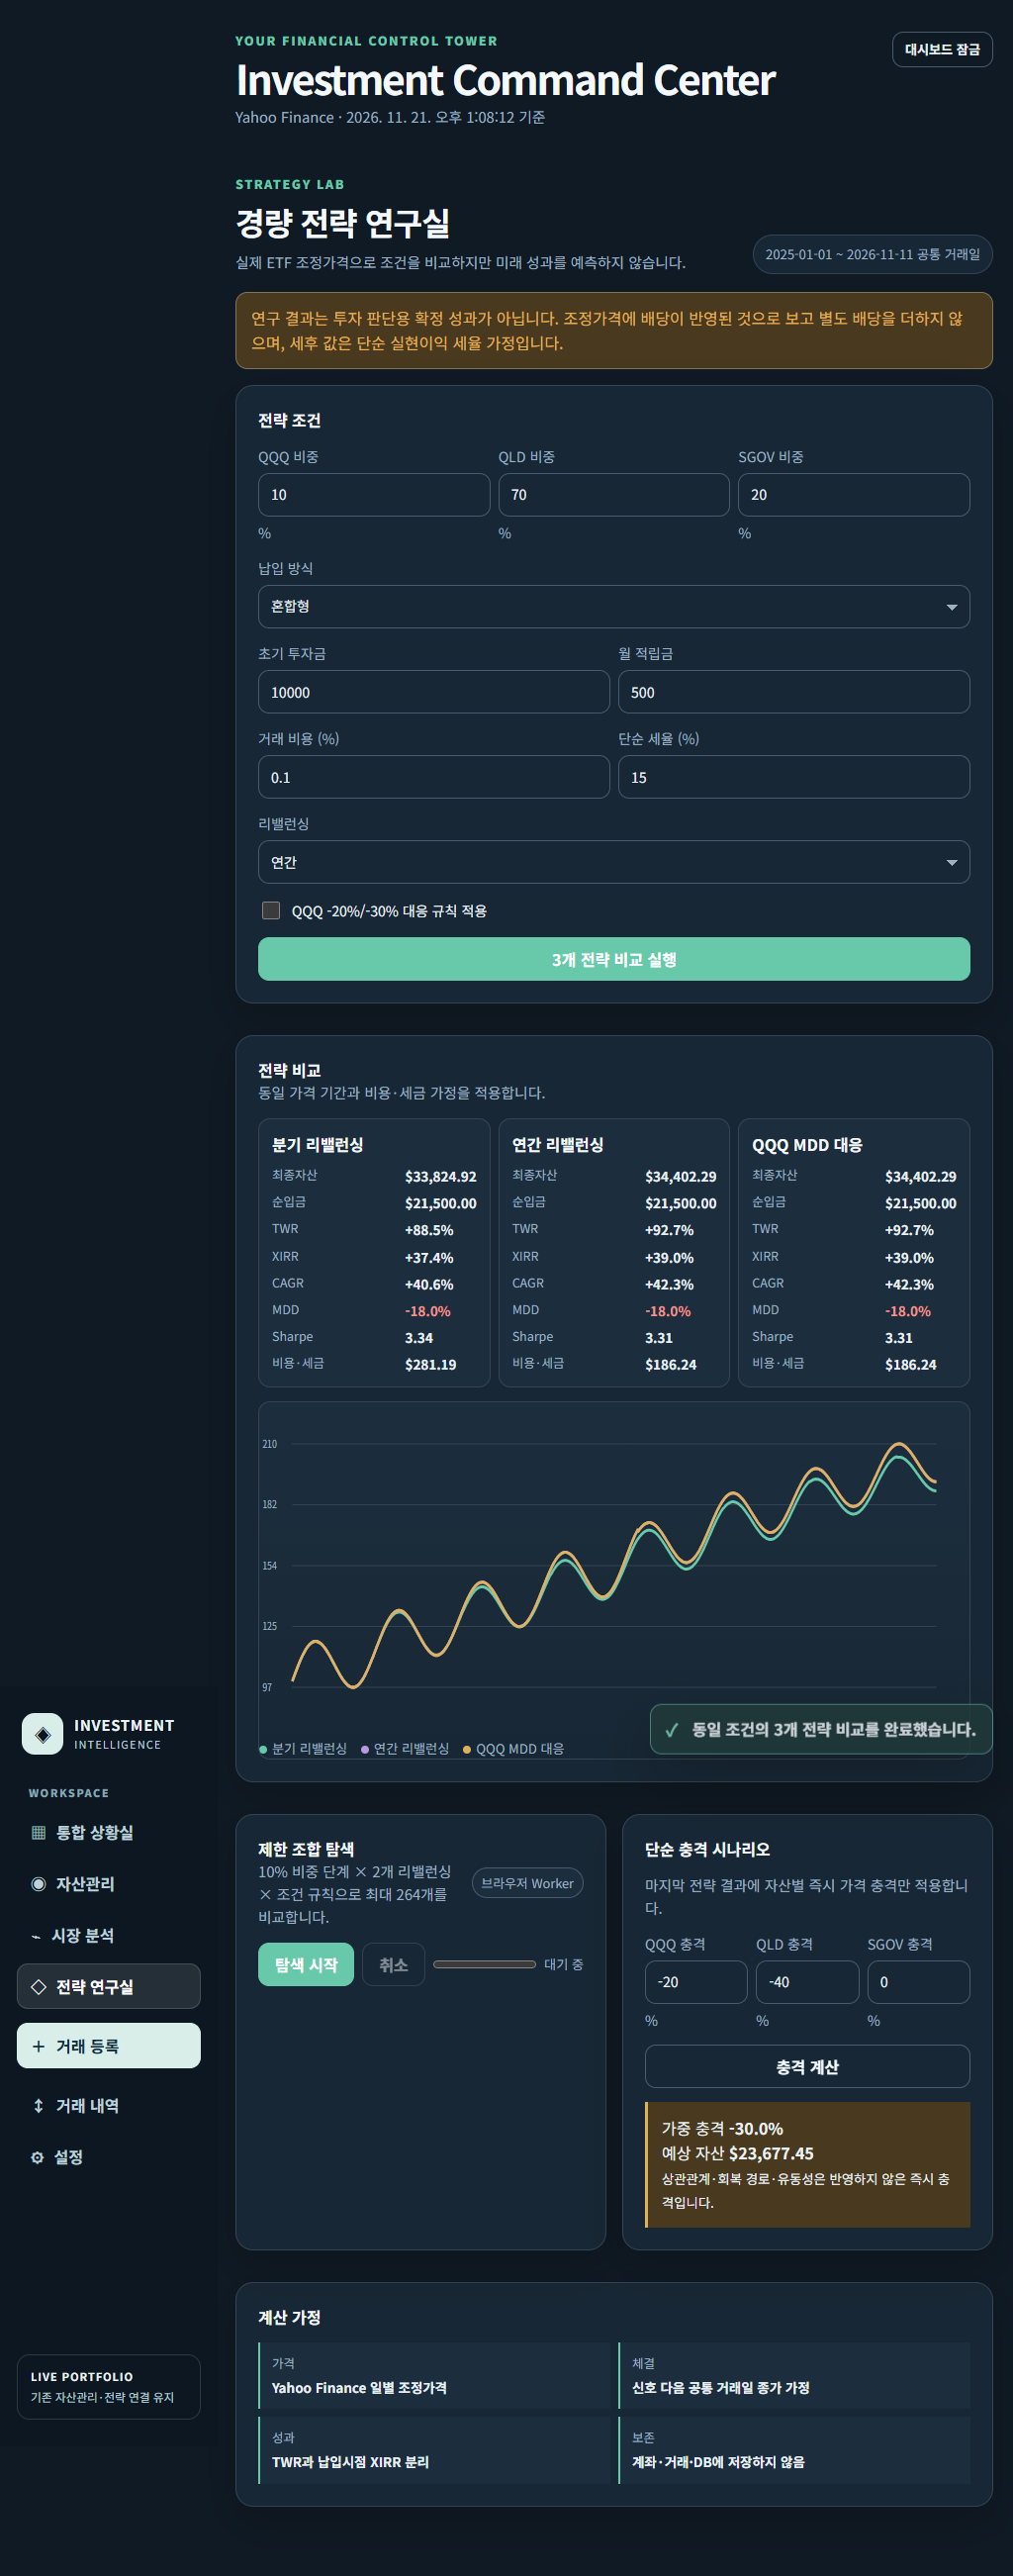 YOUR FINANCIAL CONTROL TOWER
대시보드 잠금
Investment Command Center
Yahoo Finance · 2026. 11. 21. 오후 1:08:12 기준
STRATEGY LAB
경량 전략 연구실
실제 ETF 조정가격으로 조건을 비교하지만 미래 성과를 예측하지 않습니다.
2025-01-01 ~ 2026-11-11 공통 거래일
연구 결과는 투자 판단용 확정 성과가 아닙니다. 조정가격에 배당이 반영된 것으로 보고 별도 배당을 더하지 않
으며, 세후 값은 단순 실현이익 세율 가정입니다.
전략 조건
QQQ 비중 QLD 비중 SGOV 비중
10 70 20
% % %
납입 방식
혼합형
초기 투자금 월 적립금
10000 500
거래 비용 (%) 단순 세율 (%)
0.1 15
리밸런싱
연간
QQQ -20%/-30% 대응 규칙 적용
3개 전략 비교 실행
전략 비교
동일 가격 기간과 비용·세금 가정을 적용합니다.
분기 리밸런싱
최종자산 $33,824.92
순입금 $21,500.00
TWR +88.5%
XIRR +37.4%
CAGR +40.6%
MDD -18.0%
Sharpe 3.34
비용·세금 $281.19
연간 리밸런싱
최종자산 $34,402.29
순입금 $21,500.00
TWR +92.7%
XIRR +39.0%
CAGR +42.3%
MDD -18.0%
Sharpe 3.31
비용·세금 $186.24
QQQ MDD 대응
최종자산 $34,402.29
순입금 $21,500.00
TWR +92.7%
XIRR +39.0%
CAGR +42.3%
MDD -18.0%
Sharpe 3.31
비용·세금 $186.24
210
182
154
125
97
분기 리밸런싱 연간 리밸런싱 QQQ MDD 대응
✓ 동일 조건의 3개 전략 비교를 완료했습니다.
INVESTMENT
INTELLIGENCE
WORKSPACE
통합 상황실
자산관리
시장 분석
전략 연구실
+ 거래 등록
거래 내역
설정
LIVE PORTFOLIO
기존 자산관리·전략 연결 유지
제한 조합 탐색
10% 비중 단계 × 2개 리밸런싱
× 조건 규칙으로 최대 264개를
비교합니다.
브라우저 Worker
탐색 시작 취소 대기 중
단순 충격 시나리오
마지막 전략 결과에 자산별 즉시 가격 충격만 적용합니
다.
QQQ 충격 QLD 충격 SGOV 충격
-20 -40 0
% % %
충격 계산
가중 충격 -30.0%
예상 자산 $23,677.45
상관관계·회복 경로·유동성은 반영하지 않은 즉시 충
격입니다.
계산 가정
가격
Yahoo Finance 일별 조정가격
체결
신호 다음 공통 거래일 종가 가정
성과
TWR과 납입시점 XIRR 분리
보존
계좌·거래·DB에 저장하지 않음